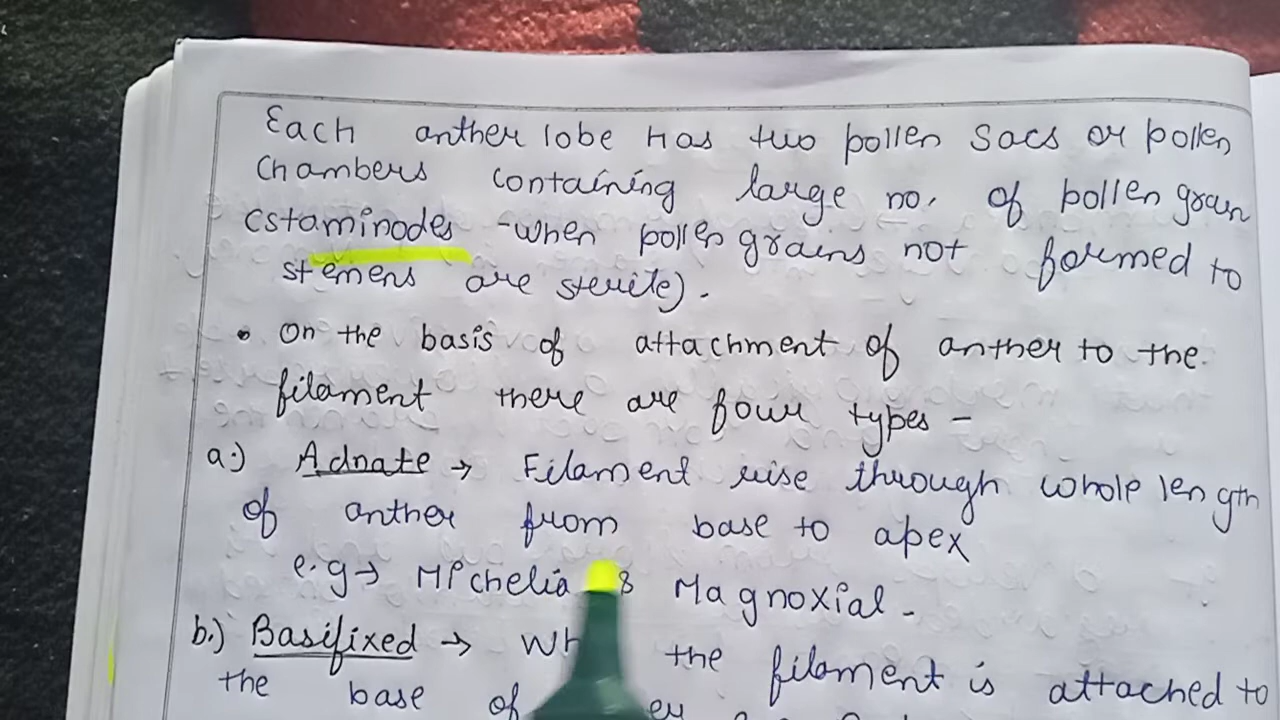 Each anther lobe has two pollen sacs or pollen
chambers containing large no. of pollen grain
(staminodes - when pollen grains not formed to
stemens are sterile).
• On the basis of attachment of anther to the
filament there are four types -
a.) Adnate → Filament rise through whole length
of anther from base to apex
e.g → Michelia & Magnoxial -
b.) Basifixed → the filament is attached to
the base of